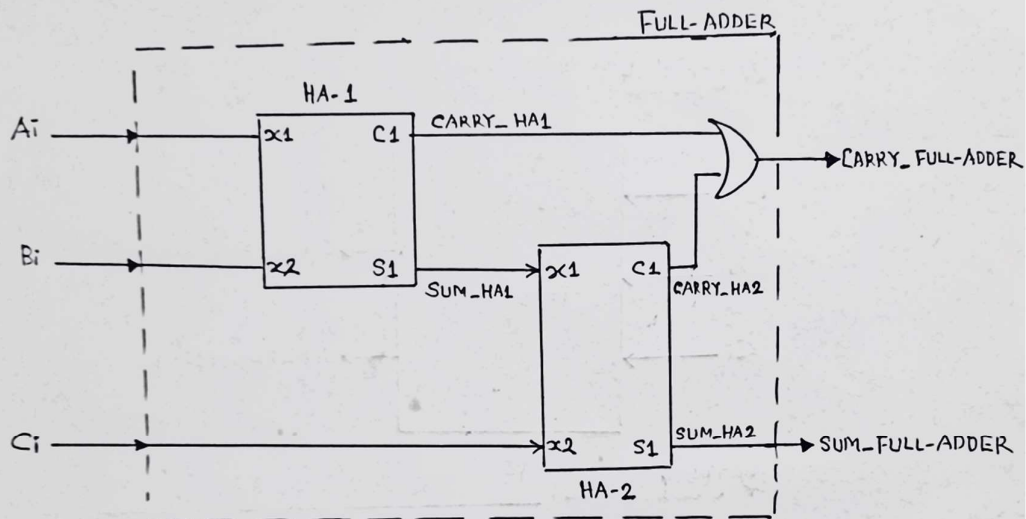 FULL-ADDER
HA-1
Ai
x1
C1
CARRY_HA1
CARRY_FULL-ADDER
Bi
x2
S1
SUM_HA1
x1
C1
CARRY_HA2
Ci
x2
S1
SUM_HA2
SUM_FULL-ADDER
HA-2